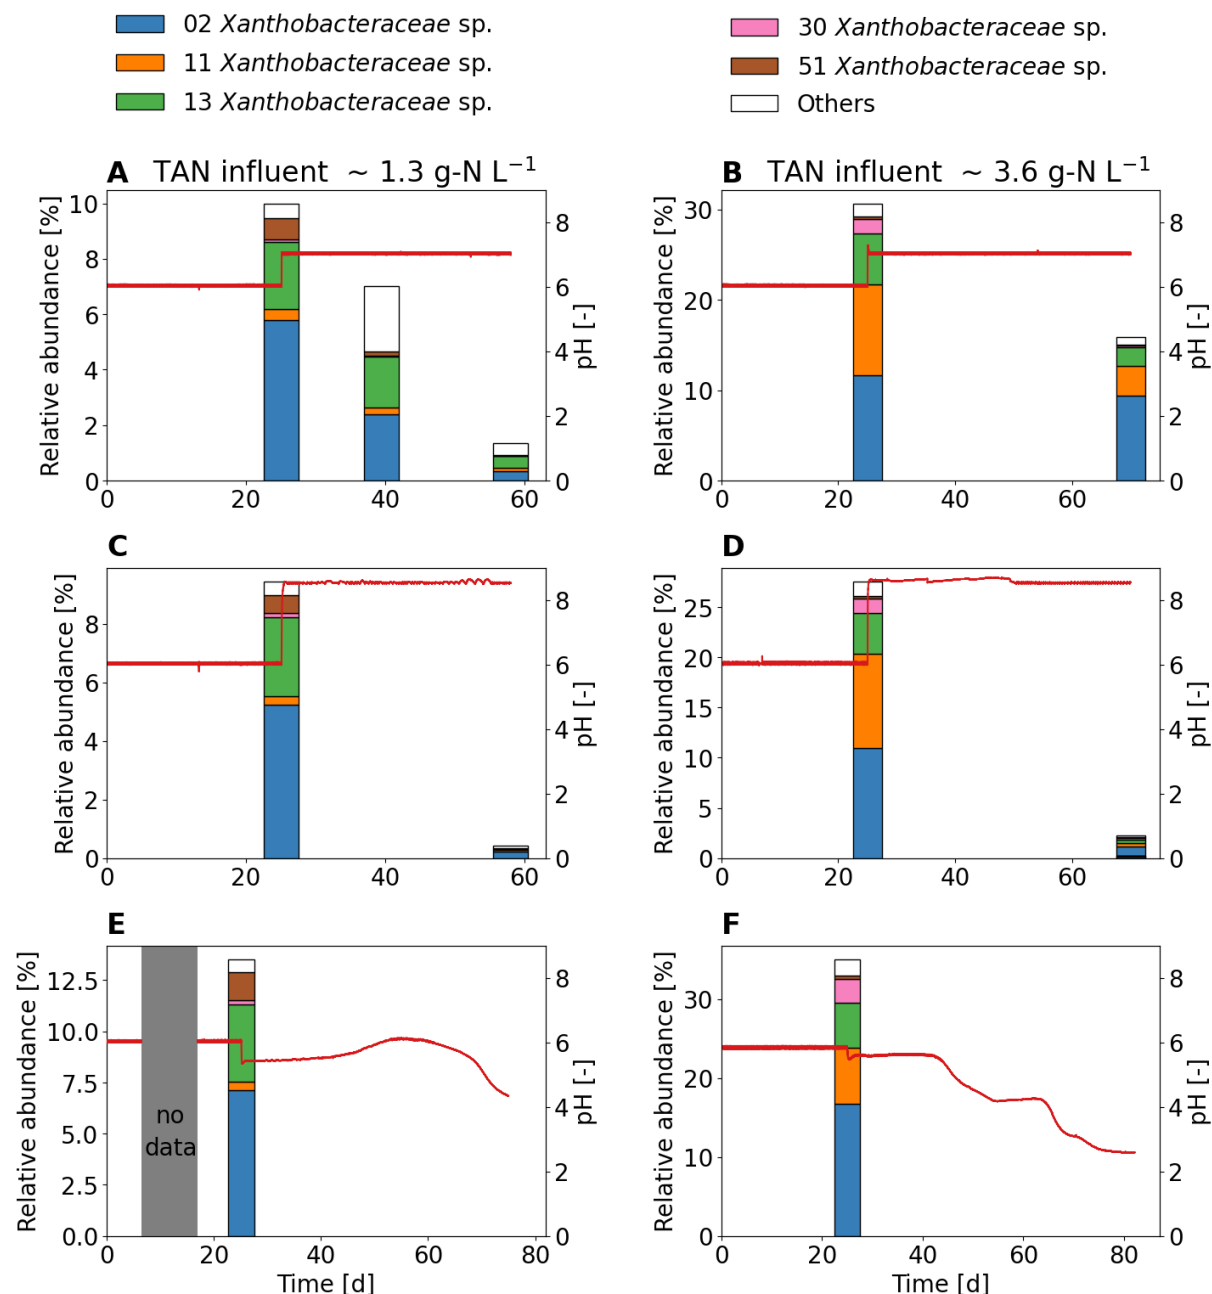 02 Xanthobacteraceae sp.
11 Xanthobacteraceae sp.
13 Xanthobacteraceae sp.
30 Xanthobacteraceae sp.
51 Xanthobacteraceae sp.
Others
A TAN influent ~ 1.3 g-N L⁻¹
Relative abundance [%]
10
8
6
4
2
0
0 20 40 60
8
6
4
2
0
pH [-]
B TAN influent ~ 3.6 g-N L⁻¹
Relative abundance [%]
30
20
10
0
0 20 40 60
8
6
4
2
0
pH [-]
C
Relative abundance [%]
8
6
4
2
0
0 20 40 60
8
6
4
2
0
pH [-]
D
Relative abundance [%]
25
20
15
10
5
0
0 20 40 60
8
6
4
2
0
pH [-]
E
Relative abundance [%]
12.5
10.0
7.5
5.0
2.5
0.0
no
data
0 20 40 60 80
Time [d]
8
6
4
2
0
pH [-]
F
Relative abundance [%]
30
20
10
0
0 20 40 60 80
Time [d]
8
6
4
2
0
pH [-]